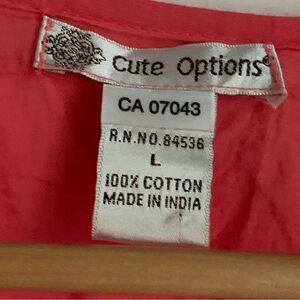 Cute Options®
CA 07043
R.N.NO.84536
L
100% COTTON
MADE IN INDIA